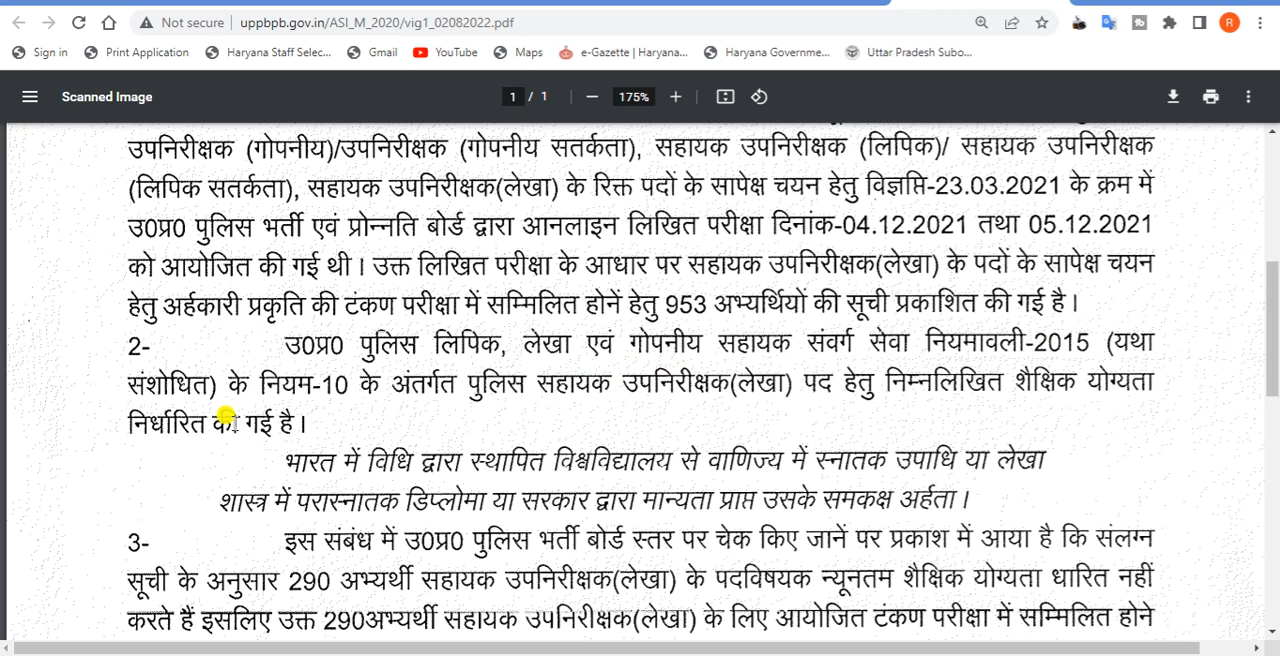 Not secure | uppbpb.gov.in/ASI_M_2020/vig1_02082022.pdf
R
Sign in Print Application Haryana Staff Selec... Gmail YouTube Maps e-Gazette | Haryana... Haryana Governme... Uttar Pradesh Subo...
Scanned Image 1 / 1 175%
उपनिरीक्षक (गोपनीय)/उपनिरीक्षक (गोपनीय सतर्कता), सहायक उपनिरीक्षक (लिपिक)/ सहायक उपनिरीक्षक
(लिपिक सतर्कता), सहायक उपनिरीक्षक(लेखा) के रिक्त पदों के सापेक्ष चयन हेतु विज्ञप्ति-23.03.2021 के क्रम में
उ0प्र0 पुलिस भर्ती एवं प्रोन्नति बोर्ड द्वारा आनलाइन लिखित परीक्षा दिनांक-04.12.2021 तथा 05.12.2021
को आयोजित की गई थी। उक्त लिखित परीक्षा के आधार पर सहायक उपनिरीक्षक(लेखा) के पदों के सापेक्ष चयन
हेतु अर्हकारी प्रकृति की टंकण परीक्षा में सम्मिलित होनें हेतु 953 अभ्यर्थियों की सूची प्रकाशित की गई है।
2- उ0प्र0 पुलिस लिपिक, लेखा एवं गोपनीय सहायक संवर्ग सेवा नियमावली-2015 (यथा
संशोधित) के नियम-10 के अंतर्गत पुलिस सहायक उपनिरीक्षक(लेखा) पद हेतु निम्नलिखित शैक्षिक योग्यता
निर्धारित की गई है।
भारत में विधि द्वारा स्थापित विश्वविद्यालय से वाणिज्य में स्नातक उपाधि या लेखा
शास्त्र में परास्नातक डिप्लोमा या सरकार द्वारा मान्यता प्राप्त उसके समकक्ष अर्हता।
3- इस संबंध में उ0प्र0 पुलिस भर्ती बोर्ड स्तर पर चेक किए जानें पर प्रकाश में आया है कि संलग्न
सूची के अनुसार 290 अभ्यर्थी सहायक उपनिरीक्षक(लेखा) के पदविषयक न्यूनतम शैक्षिक योग्यता धारित नहीं
करते हैं इसलिए उक्त 290अभ्यर्थी सहायक उपनिरीक्षक(लेखा) के लिए आयोजित टंकण परीक्षा में सम्मिलित होने